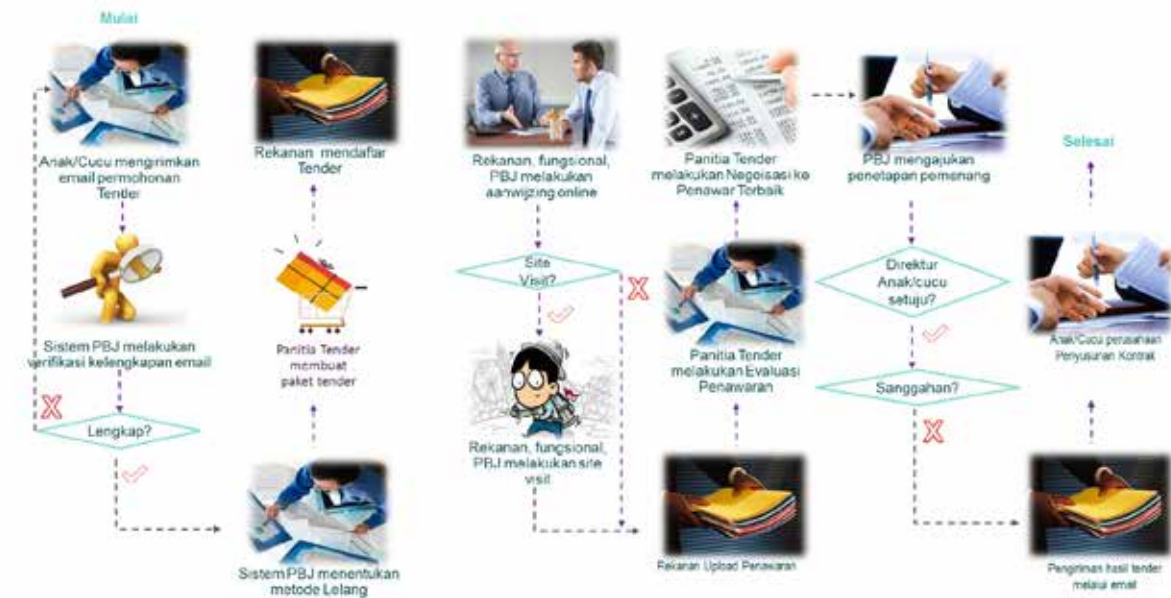 Mulai
Anak/Cucu mengirimkan
email permohonan
Tender
Sistem PBJ melakukan
verifikasi kelengkapan email
Lengkap?
Rekanan mendaftar
Tender
Panitia Tender
membuat
paket tender
Sistem PBJ menentukan
metode Lelang
Rekanan, fungsional,
PBJ melakukan
aanwijzing online
Site
Visit?
Rekanan, fungsional,
PBJ melakukan site
visit
Panitia Tender
melakukan Negoisasi ke
Penawar Terbaik
Panitia Tender
melakukan Evaluasi
Penawaran
Rekanan Upload Penawaran
PBJ mengajukan
penetapan pemenang
Direktur
Anak/cucu
setuju?
Sanggahan?
Selesai
Anak/Cucu perusahaan
Penyusunan Kontrak
Pengiriman hasil tender
melalui email